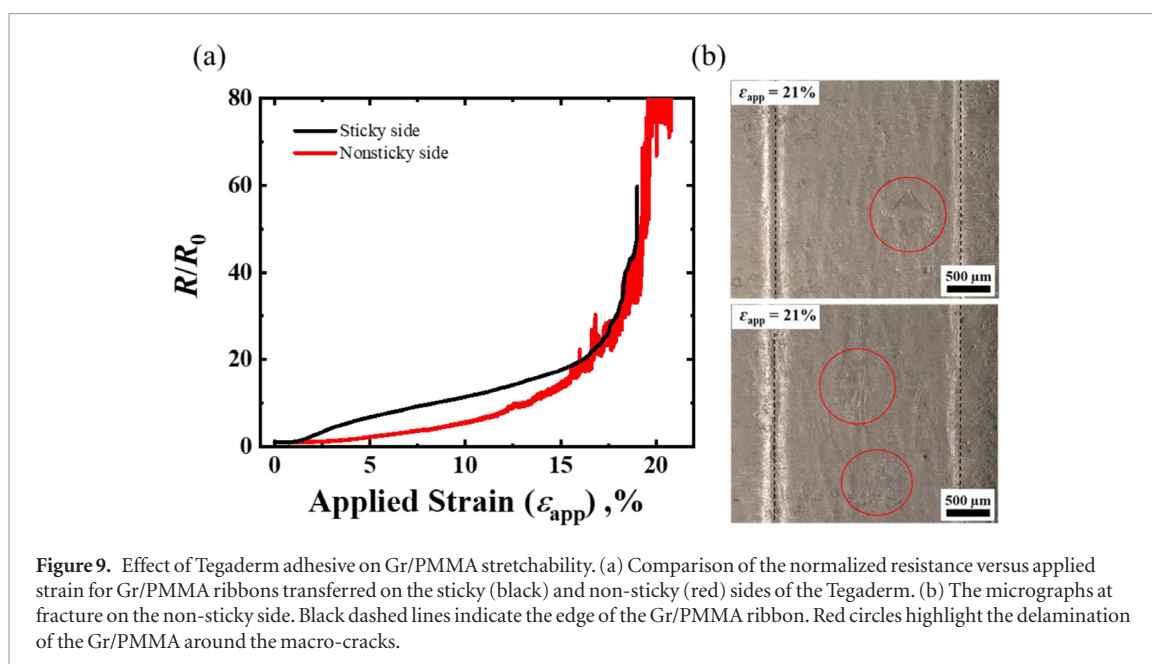 (a)
(b)
80
60
40
20
0
R/R₀
Sticky side
Nonsticky side
0 5 10 15 20
Applied Strain (εapp) ,%
εapp = 21%
500 µm
εapp = 21%
500 µm
Figure 9. Effect of Tegaderm adhesive on Gr/PMMA stretchability. (a) Comparison of the normalized resistance versus applied
strain for Gr/PMMA ribbons transferred on the sticky (black) and non-sticky (red) sides of the Tegaderm. (b) The micrographs at
fracture on the non-sticky side. Black dashed lines indicate the edge of the Gr/PMMA ribbon. Red circles highlight the delamination
of the Gr/PMMA around the macro-cracks.